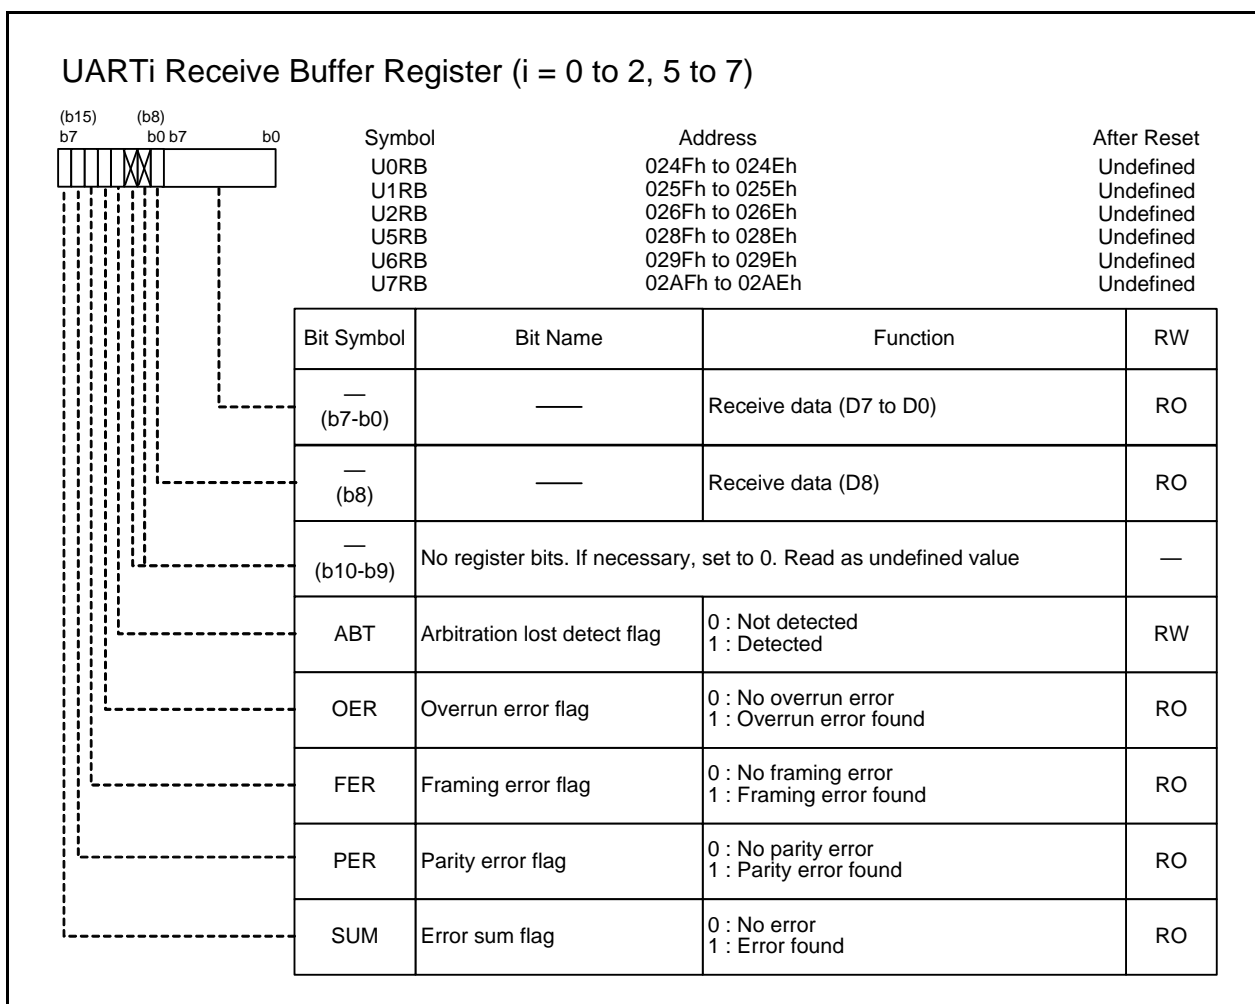 UARTi Receive Buffer Register (i = 0 to 2, 5 to 7)
(b15) (b8)
b7 b0 b7 b0
Symbol Address After Reset
U0RB 024Fh to 024Eh Undefined
U1RB 025Fh to 025Eh Undefined
U2RB 026Fh to 026Eh Undefined
U5RB 028Fh to 028Eh Undefined
U6RB 029Fh to 029Eh Undefined
U7RB 02AFh to 02AEh Undefined
Bit Symbol Bit Name Function RW
—
(b7-b0) — Receive data (D7 to D0) RO
—
(b8) — Receive data (D8) RO
—
(b10-b9) No register bits. If necessary, set to 0. Read as undefined value —
ABT Arbitration lost detect flag 0 : Not detected RW
1 : Detected
OER Overrun error flag 0 : No overrun error RO
1 : Overrun error found
FER Framing error flag 0 : No framing error RO
1 : Framing error found
PER Parity error flag 0 : No parity error RO
1 : Parity error found
SUM Error sum flag 0 : No error RO
1 : Error found